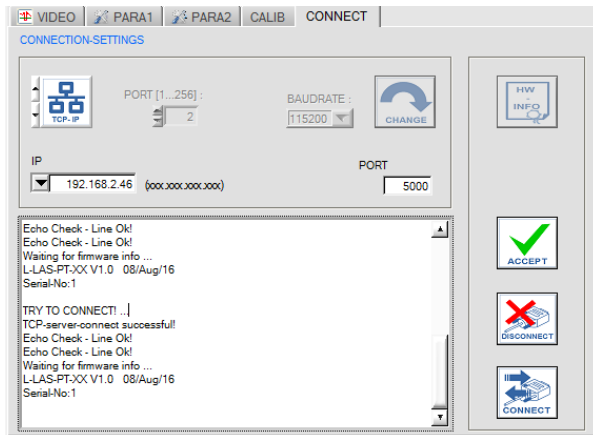 VIDEO PARA1 PARA2 CALIB CONNECT
CONNECTION-SETTINGS
TCP-IP
PORT [1...256] :
2
BAUDRATE :
115200
CHANGE
HW
-
INFO
IP
192.168.2.46 (xxx.xxx.xxx.xxx)
PORT
5000
Echo Check - Line Ok!
Echo Check - Line Ok!
Waiting for firmware info ...
L-LAS-PT-XX V1.0 08/Aug/16
Serial-No:1
TRY TO CONNECT! ...
TCP-server-connect successful!
Echo Check - Line Ok!
Echo Check - Line Ok!
Waiting for firmware info ...
L-LAS-PT-XX V1.0 08/Aug/16
Serial-No:1
ACCEPT
DISCONNECT
CONNECT